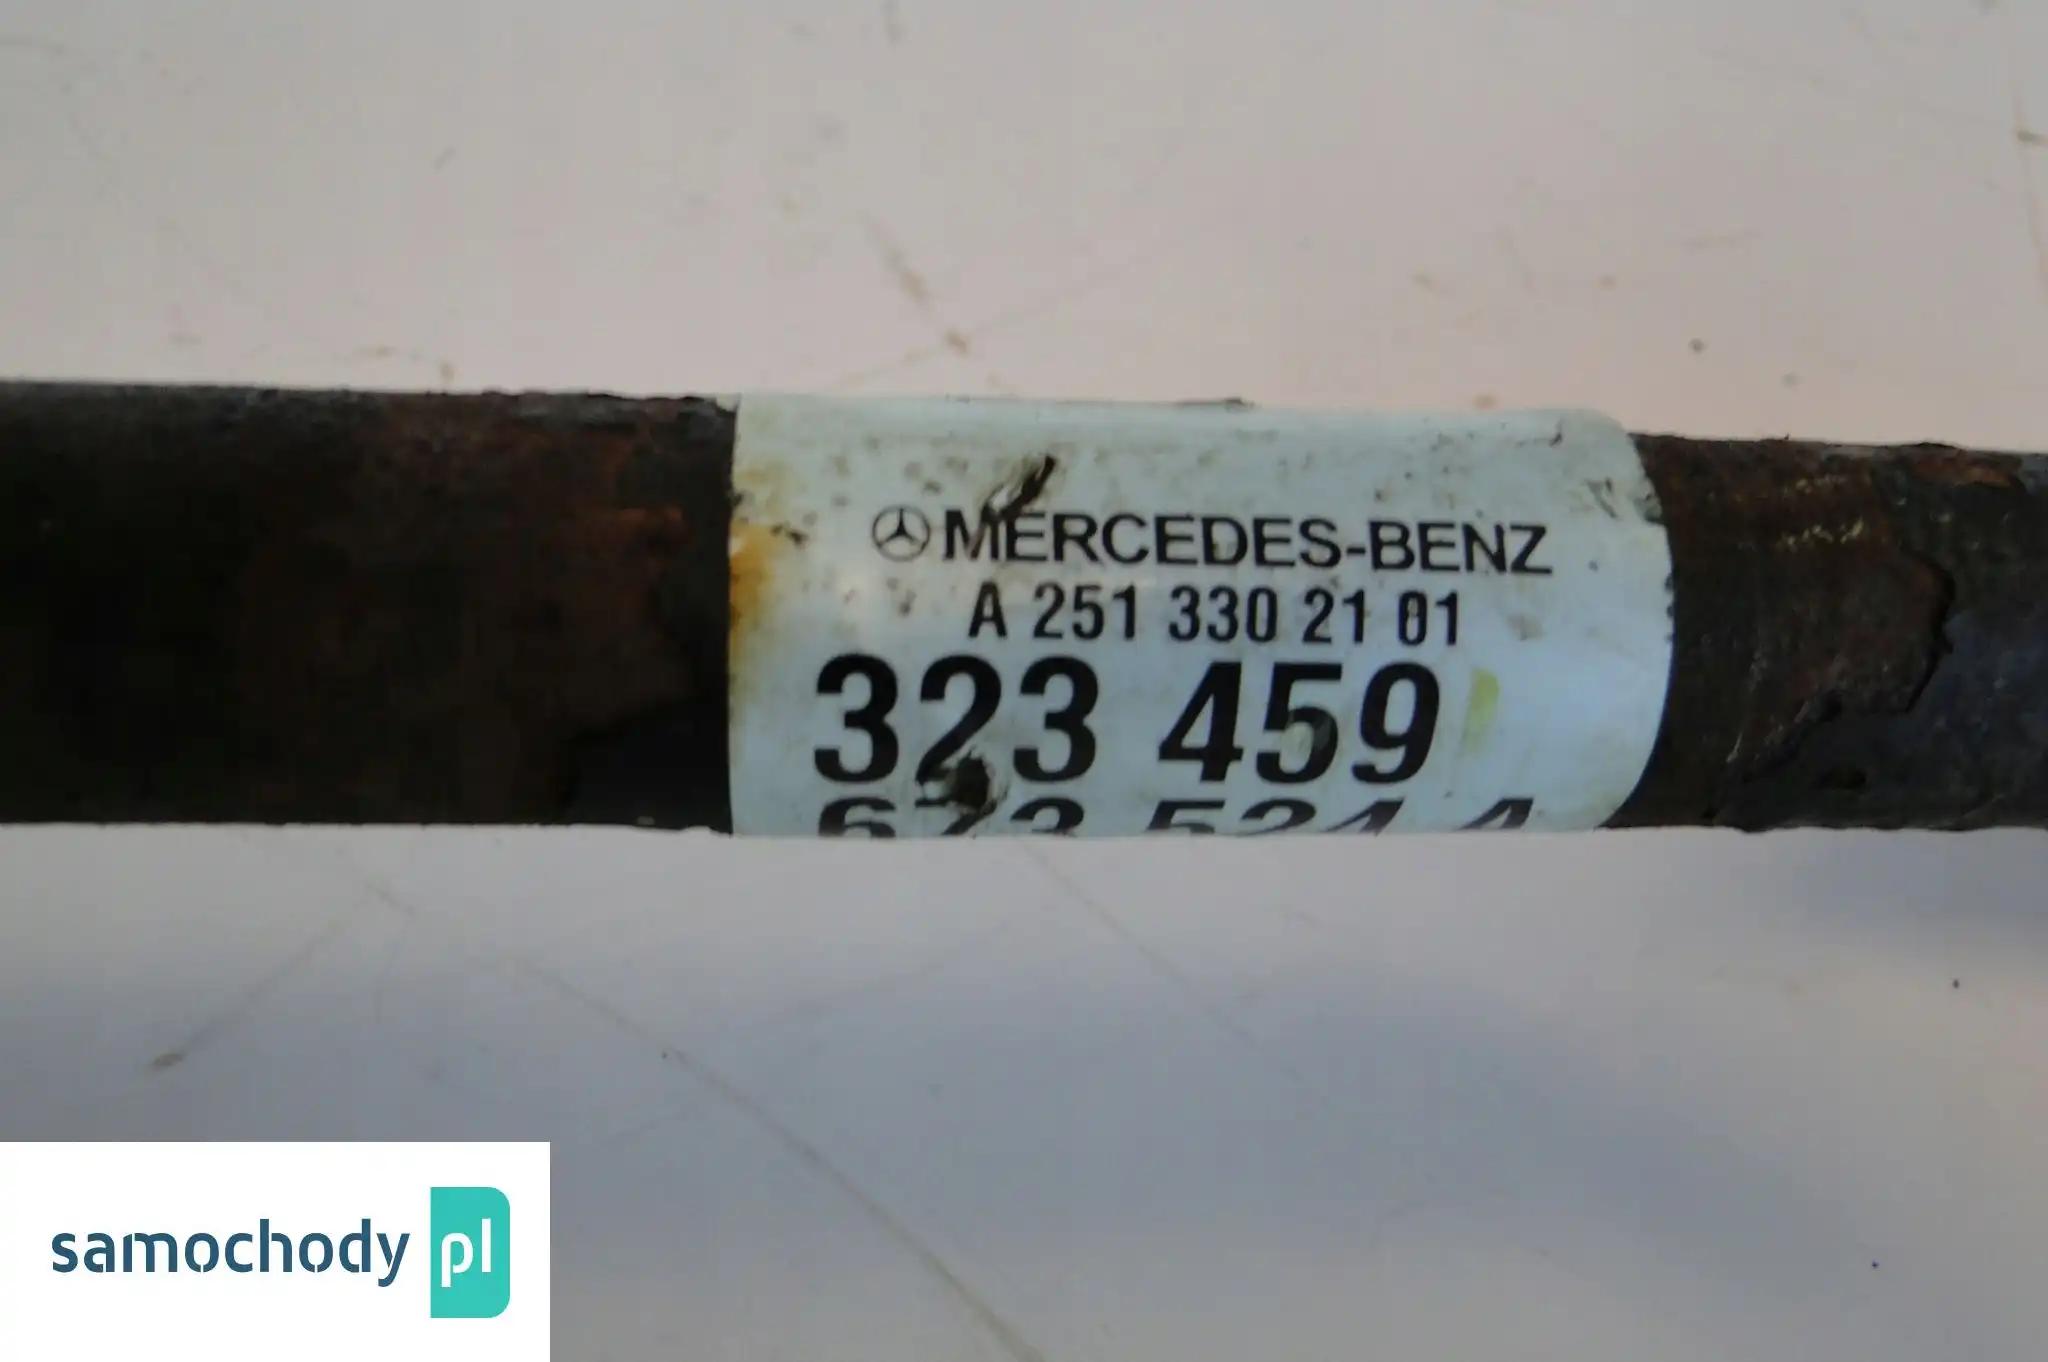 MERCEDES-BENZ
A 251 330 21 01
323 459
samochody pl